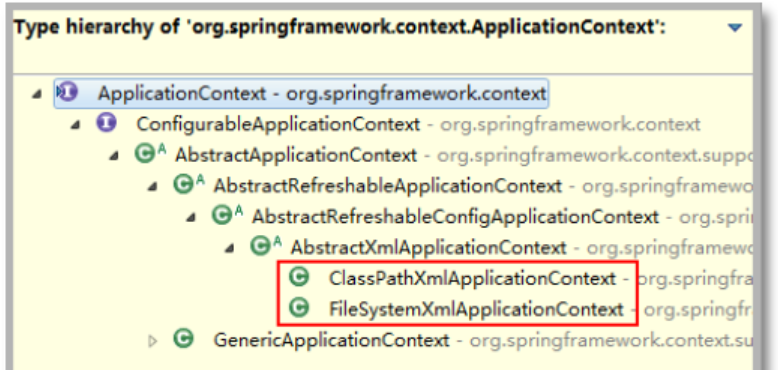 Type hierarchy of 'org.springframework.context.ApplicationContext':
ApplicationContext - org.springframework.context
ConfigurableApplicationContext - org.springframework.context
AbstractApplicationContext - org.springframework.context.suppo
AbstractRefreshableApplicationContext - org.springframewo
AbstractRefreshableConfigApplicationContext - org.sprin
AbstractXmlApplicationContext - org.springframewo
ClassPathXmlApplicationContext - org.springfra
FileSystemXmlApplicationContext - org.springfr
GenericApplicationContext - org.springframework.context.su